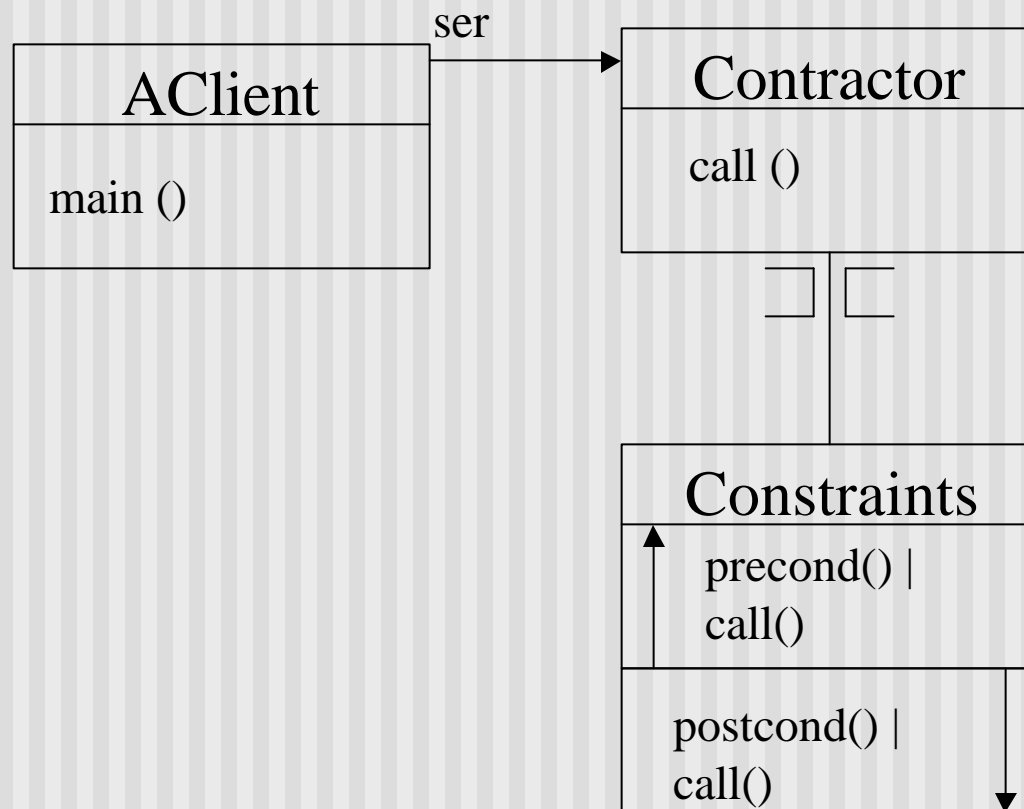 ser
AClient
main ()
Contractor
call ()
Constraints
precond() |
call()
postcond() |
call()